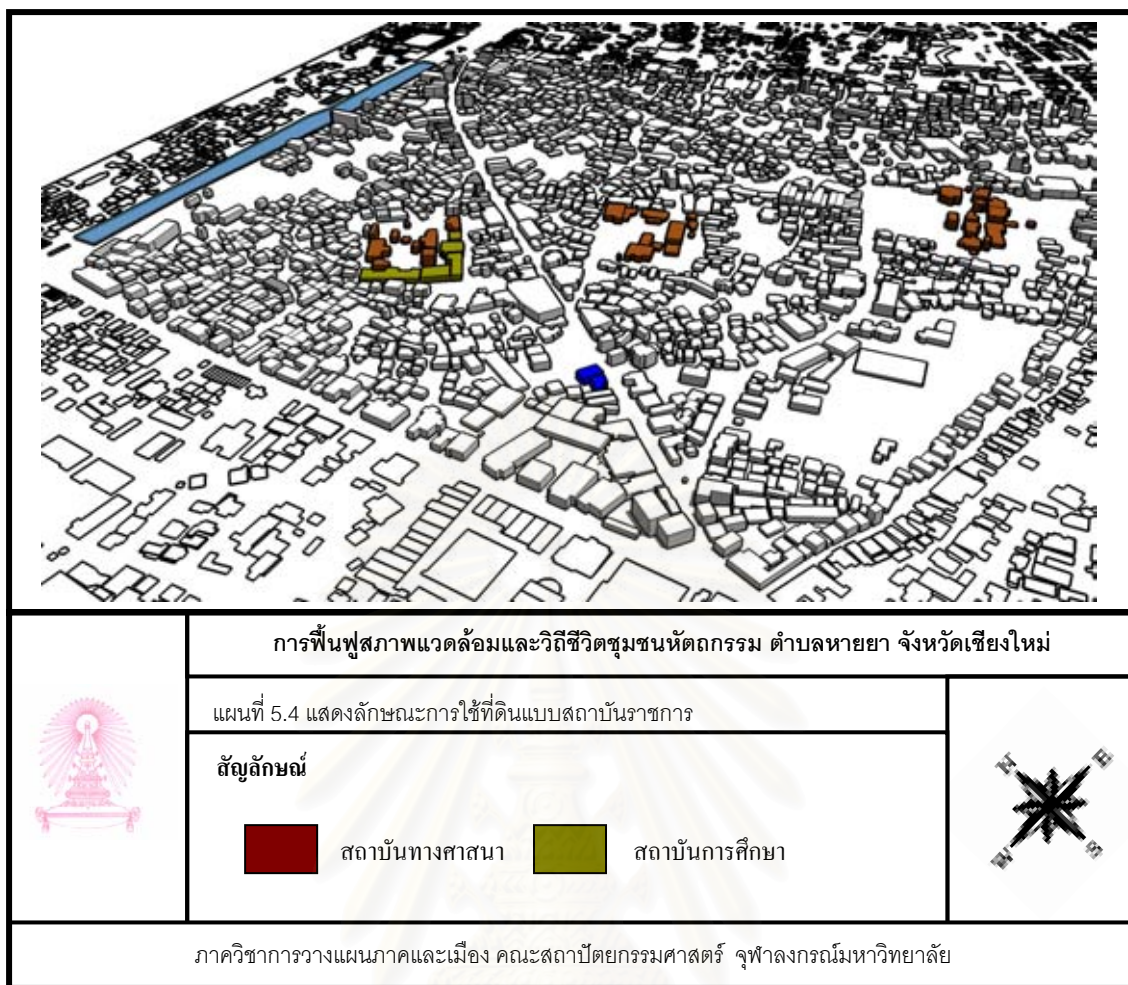 การฟื้นฟูสภาพแวดล้อมและวิถีชีวิตชุมชนหัตถกรรม ตำบลหายยา จังหวัดเชียงใหม่
แผนที่ 5.4 แสดงลักษณะการใช้ที่ดินแบบสถาบันราชการ
สัญลักษณ์
สถาบันทางศาสนา สถาบันการศึกษา
N E
W S
ภาควิชาการวางแผนภาคและเมือง คณะสถาปัตยกรรมศาสตร์ จุฬาลงกรณ์มหาวิทยาลัย